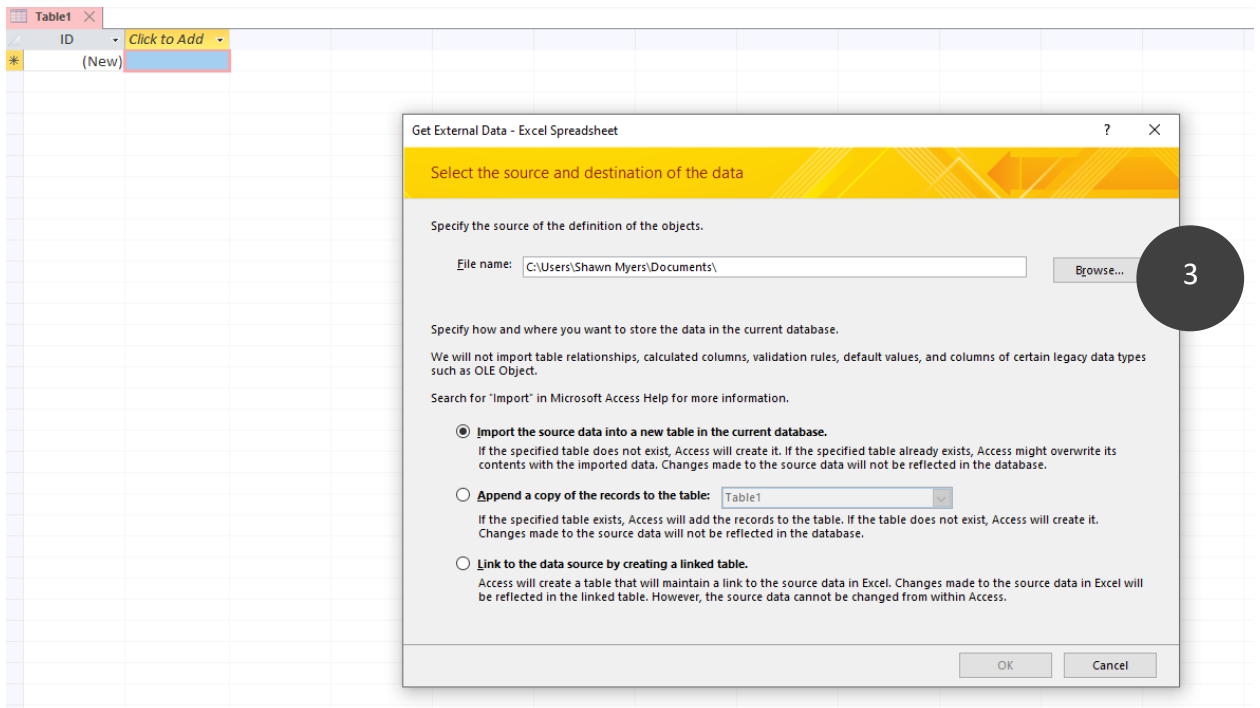 Table1
ID Click to Add
(New)
Get External Data - Excel Spreadsheet
Select the source and destination of the data
Specify the source of the definition of the objects.
File name: C:\Users\Shawn Myers\Documents\ Browse...
3
Specify how and where you want to store the data in the current database.
We will not import table relationships, calculated columns, validation rules, default values, and columns of certain legacy data types
such as OLE Object.
Search for "Import" in Microsoft Access Help for more information.
Import the source data into a new table in the current database.
If the specified table does not exist, Access will create it. If the specified table already exists, Access might overwrite its
contents with the imported data. Changes made to the source data will not be reflected in the database.
Append a copy of the records to the table: Table1
If the specified table exists, Access will add the records to the table. If the table does not exist, Access will create it.
Changes made to the source data will not be reflected in the database.
Link to the data source by creating a linked table.
Access will create a table that will maintain a link to the source data in Excel. Changes made to the source data in Excel will
be reflected in the linked table. However, the source data cannot be changed from within Access.
OK Cancel